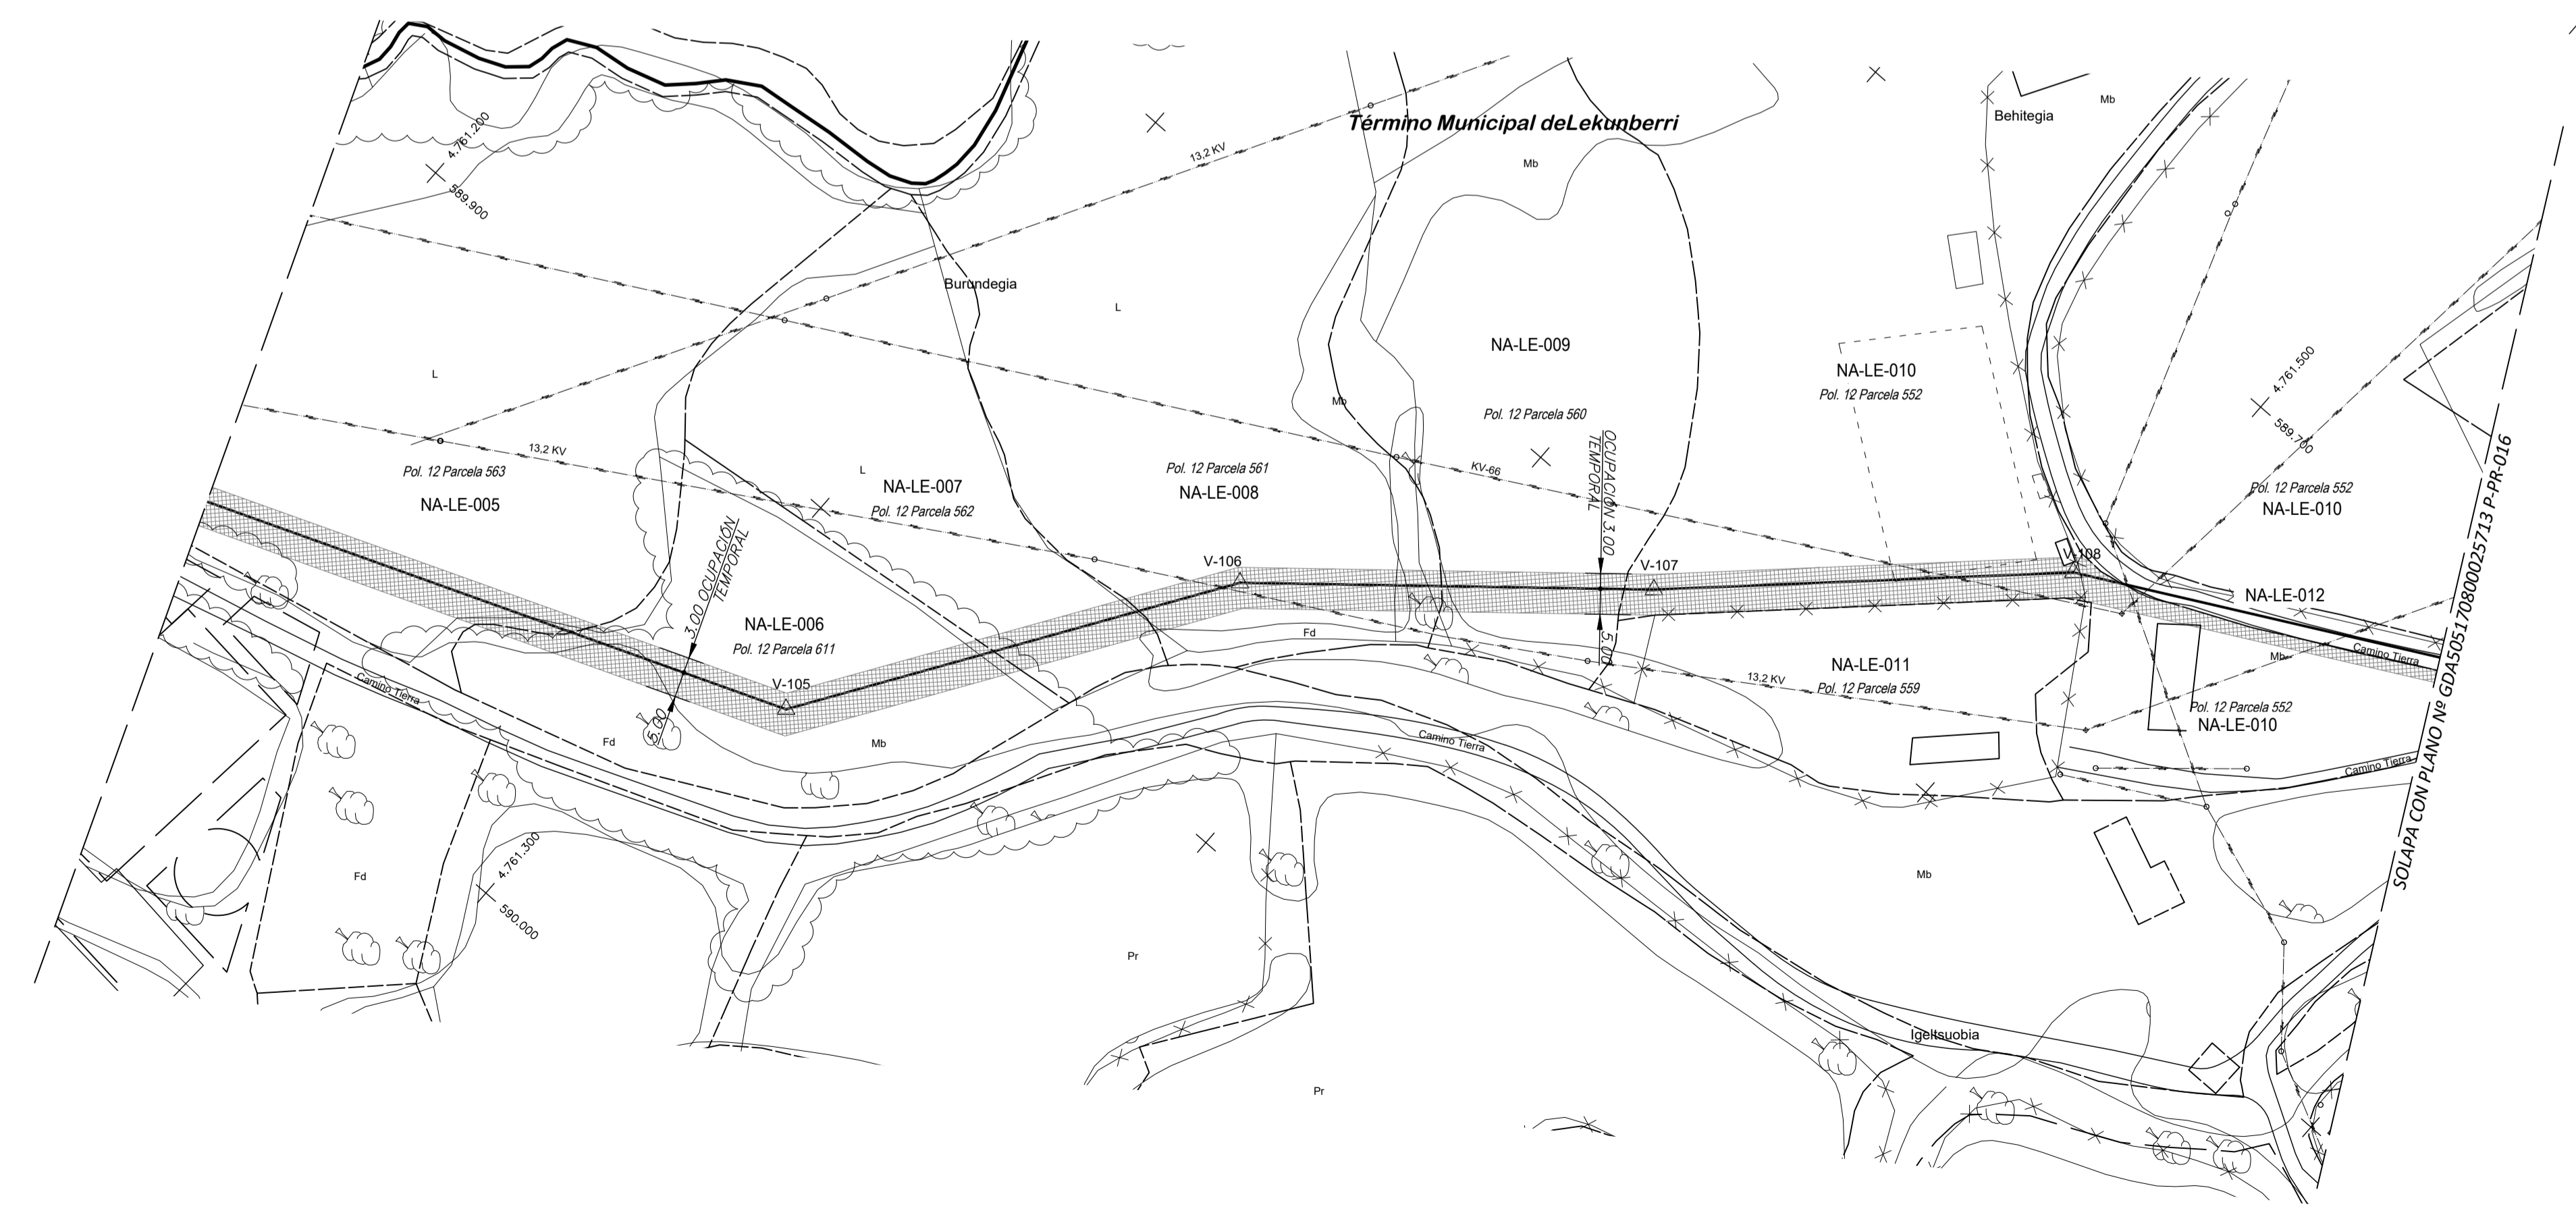 Término Municipal deLekunberri
Behitegia
Mb
4.761.200
589.900
13,2 KV
Mb
Burundegia
L
L
Mb
NA-LE-009
Pol. 12 Parcela 560
NA-LE-010
Pol. 12 Parcela 552
4.761.500
589.700
13,2 KV
Pol. 12 Parcela 563
NA-LE-005
L
NA-LE-007
Pol. 12 Parcela 562
Pol. 12 Parcela 561
NA-LE-008
KV-66
OCUPACIÓN 3.00
TEMPORAL
5.00
Pol. 12 Parcela 552
NA-LE-010
3.00 OCUPACIÓN
TEMPORAL
5.00
V-106
V-107
V-108
NA-LE-012
NA-LE-006
Pol. 12 Parcela 611
V-105
Fd
NA-LE-011
Pol. 12 Parcela 559
13,2 KV
Mb
Camino Tierra
Pol. 12 Parcela 552
NA-LE-010
Camino Tierra
Camino Tierra
Fd
Mb
Camino Tierra
SOLAPA CON PLANO Nº GDA50517080002​5713 P-PR-016
Fd
4.761.300
590.000
Mb
Pr
Igeltsuobia
Pr